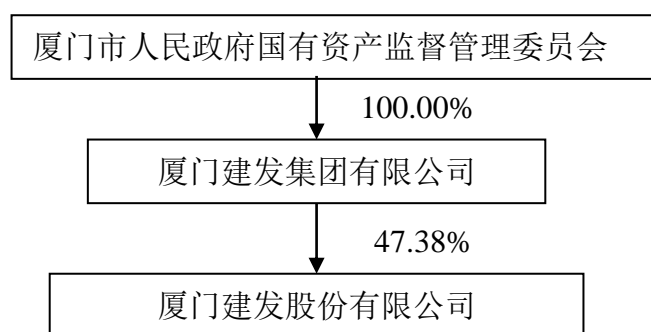 厦门市人民政府国有资产监督管理委员会
100.00%
厦门建发集团有限公司
47.38%
厦门建发股份有限公司